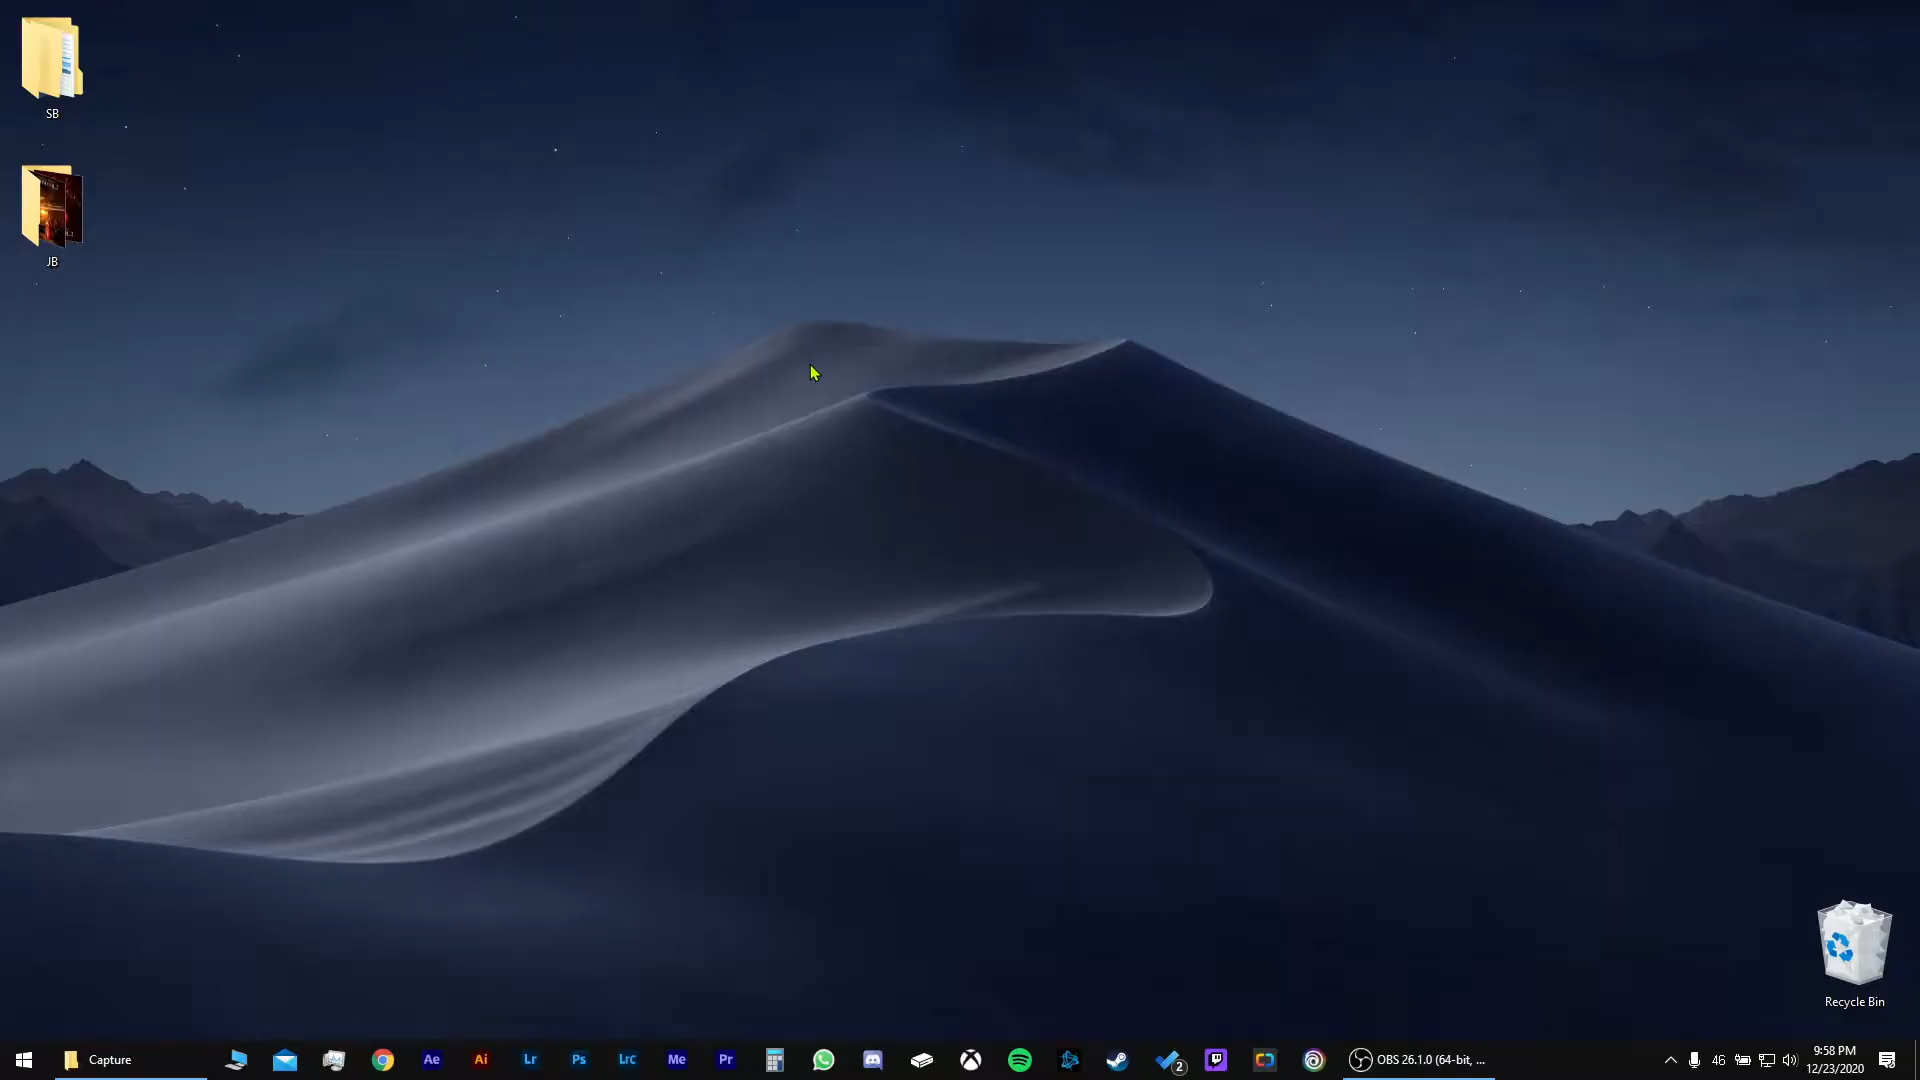 SB
JB
Recycle Bin
Capture
Ae
Ai
Lr
Ps
LrC
Me
Pr
2
OBS 26.1.0 (64-bit, ...
46
9:58 PM
12/23/2020